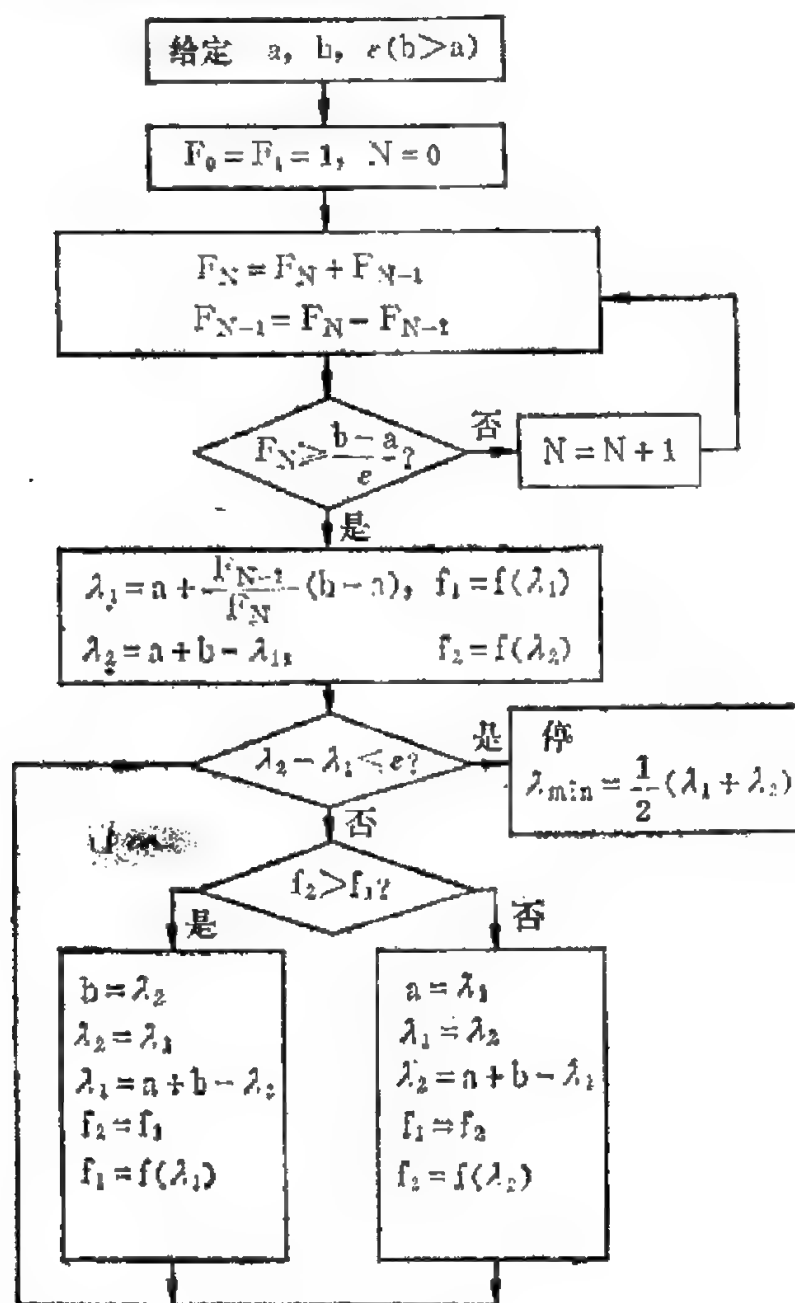 给定 a, b, e(b>a)
F₀=F₁=1, N=0
F_N=F_N+F_{N-1}
F_{N-1}=F_N-F_{N-2}
F_N≥(b-a)/e?
否
N=N+1
是
λ₁=a+F_{N-2}/F_N(b-a), f₁=f(λ₁)
λ₂=a+b-λ₁, f₂=f(λ₂)
λ₂-λ₁<e?
是
停
λmin=1/2(λ₁+λ₂)
否
f₂>f₁?
是
否
b=λ₂
λ₂=λ₁
λ₁=a+b-λ₂
f₂=f₁
f₁=f(λ₁)
a=λ₁
λ₁=λ₂
λ₂=a+b-λ₁
f₁=f₂
f₂=f(λ₂)